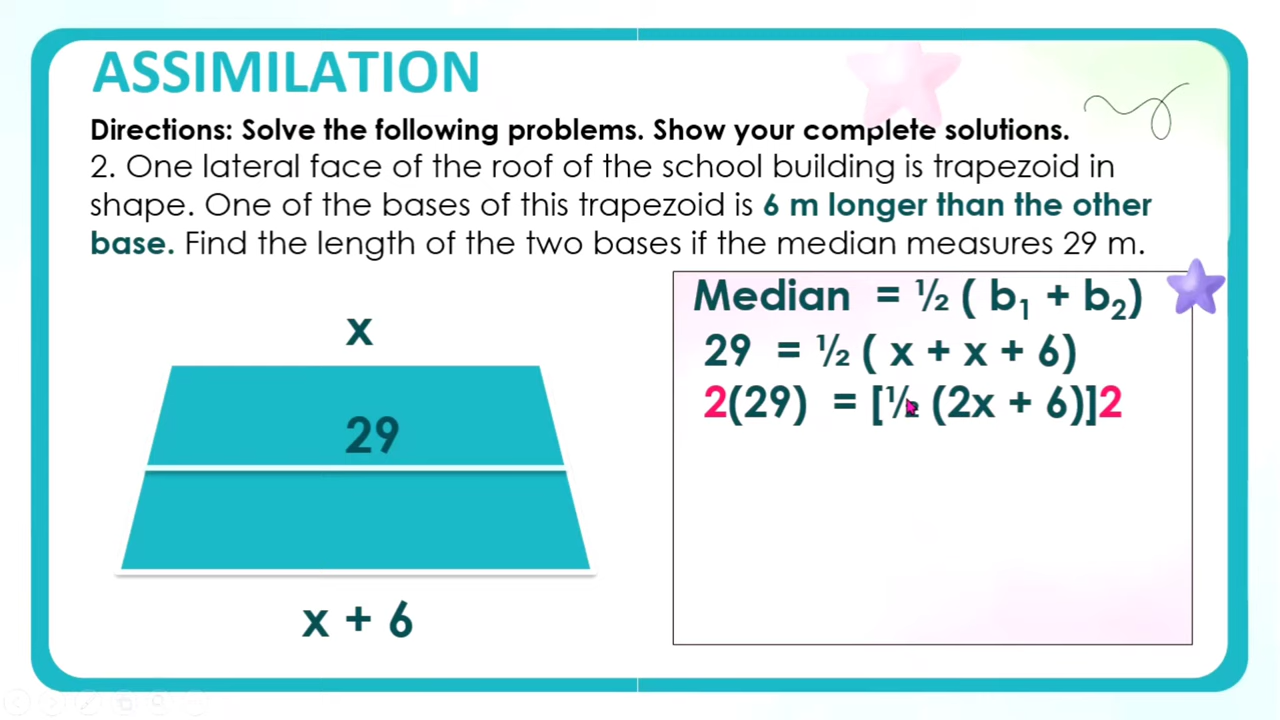 ASSIMILATION
Directions: Solve the following problems. Show your complete solutions.
2. One lateral face of the roof of the school building is trapezoid in
shape. One of the bases of this trapezoid is 6 m longer than the other
base. Find the length of the two bases if the median measures 29 m.
x
29
x + 6
Median = ½ ( b₁ + b₂)
29 = ½ ( x + x + 6)
2(29) = [½ (2x + 6)]2